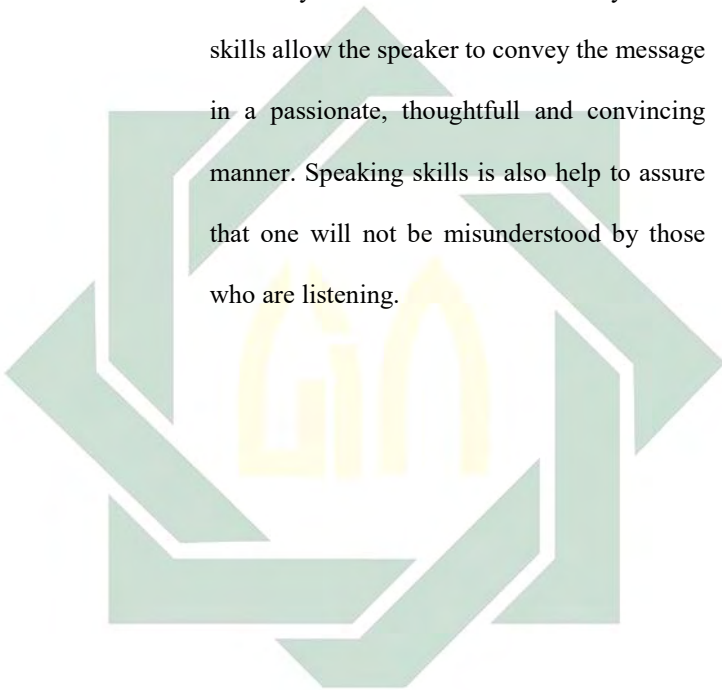 skills allow the speaker to convey the message
in a passionate, thoughtfull and convincing
manner. Speaking skills is also help to assure
that one will not be misunderstood by those
who are listening.